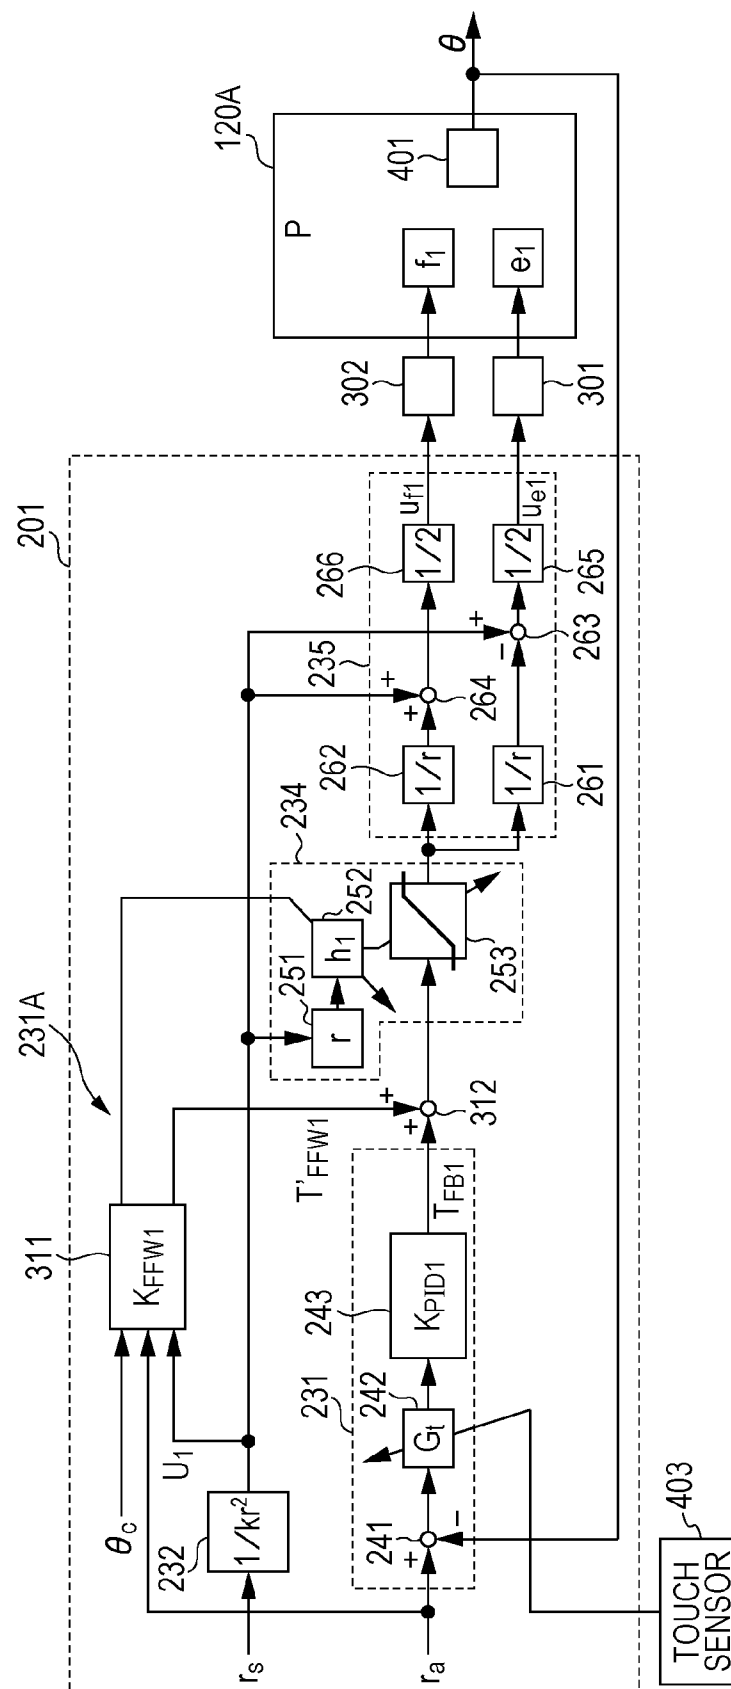 201
231A
120A
P
θ
401
302
f1
301
e1
311
KFFW1
θc
U1
T'FFW1
232
1/kr²
rs
ra
231
241
+
−
242
Gt
243
KPID1
TFB1
312
+
+
234
251
r
252
h1
253
235
262
1/r
261
1/r
264
+
+
263
+
−
266
1/2
265
1/2
uf1
ue1
403
TOUCH
SENSOR